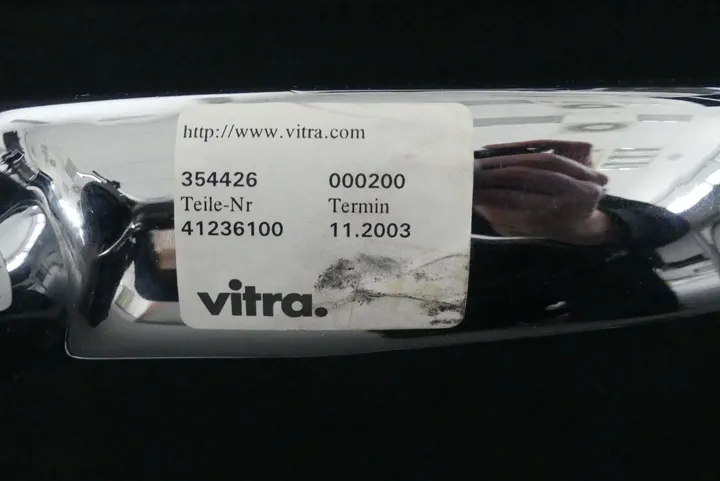 http://www.vitra.com
354426 000200
Teile-Nr Termin
41236100 11.2003
vitra.